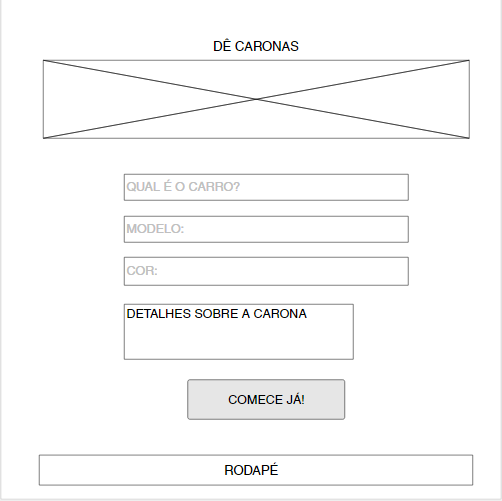 DÊ CARONAS
QUAL É O CARRO?
MODELO:
COR:
DETALHES SOBRE A CARONA
COMECE JÁ!
RODAPÉ